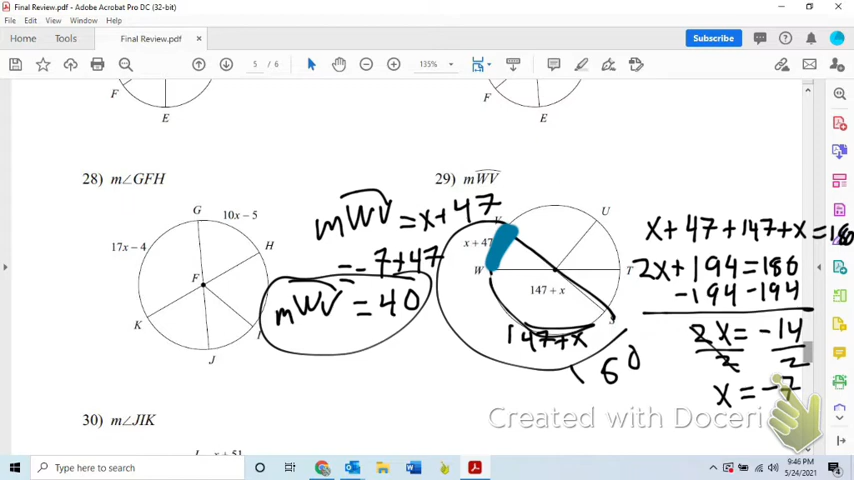 Final Review.pdf - Adobe Acrobat Pro DC (32-bit)
File Edit View Window Help
Home Tools Final Review.pdf × Subscribe
5 / 6 135%
F
E
F
E
28) m∠GFH
29) mWV
G
10x − 5
17x − 4
H
F
K
J
U
V
x + 47
W
T
147 + x
S
mWV = x + 47
= - 7 + 47
mWV = 40
147 + x
180
x + 47 + 147 + x = 180
2x + 194 = 180
- 194 - 194
2x = -14
2 2
x = -7
30) m∠JIK
x + 51
Created with Doceri
Type here to search
9:46 PM
5/24/2021
4